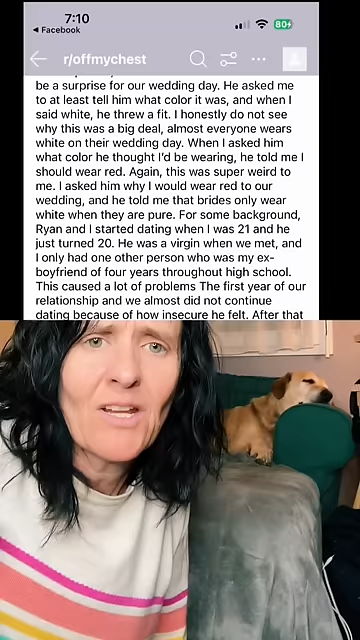 7:10
80+
◀ Facebook
r/offmychest
be a surprise for our wedding day. He asked me
to at least tell him what color it was, and when I
said white, he threw a fit. I honestly do not see
why this was a big deal, almost everyone wears
white on their wedding day. When I asked him
what color he thought I'd be wearing, he told me I
should wear red. Again, this was super weird to
me. I asked him why I would wear red to our
wedding, and he told me that brides only wear
white when they are pure. For some background,
Ryan and I started dating when I was 21 and he
just turned 20. He was a virgin when we met, and
I only had one other person who was my ex-
boyfriend of four years throughout high school.
This caused a lot of problems The first year of our
relationship and we almost did not continue
dating because of how insecure he felt. After that